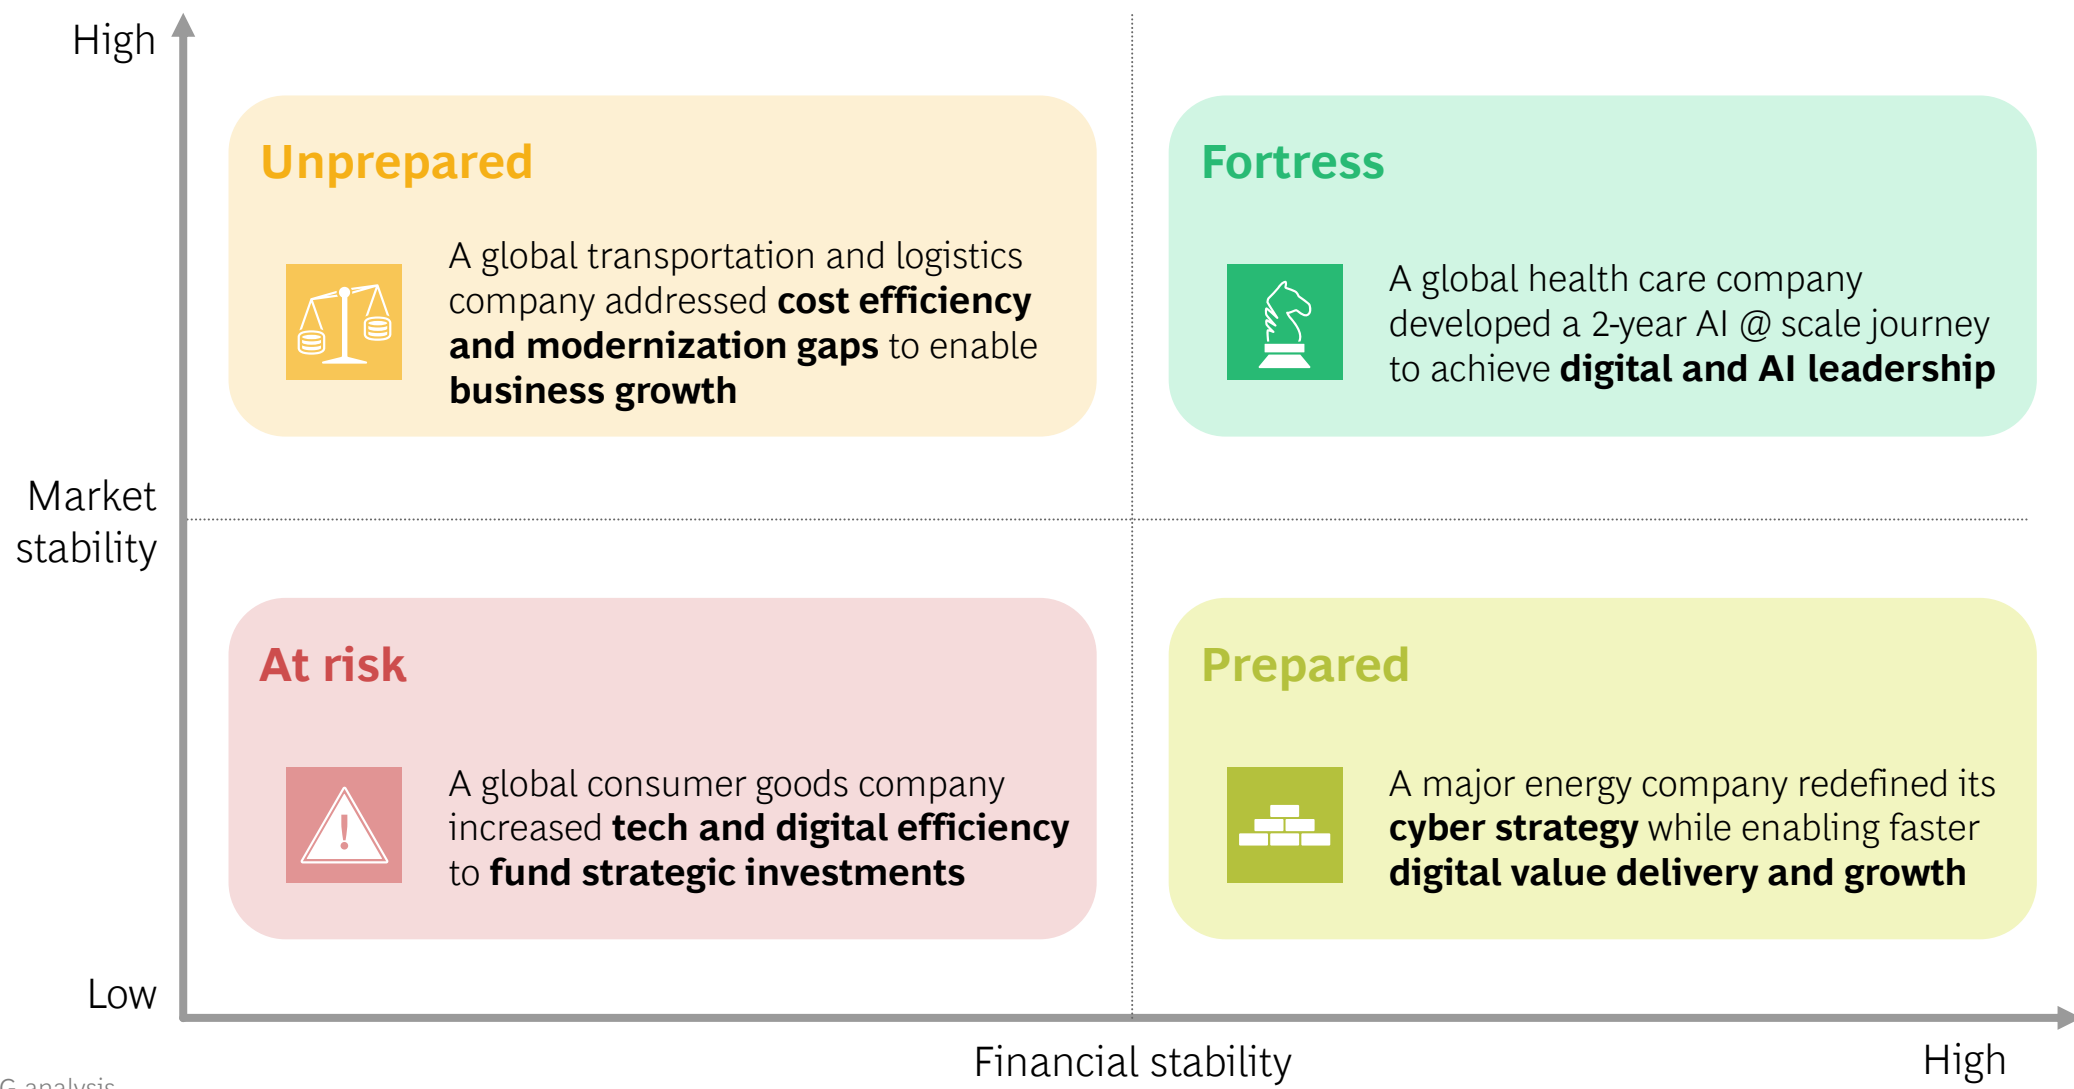 High
Unprepared
A global transportation and logistics
company addressed cost efficiency
and modernization gaps to enable
business growth
Fortress
A global health care company
developed a 2-year AI @ scale journey
to achieve digital and AI leadership
Market
stability
At risk
A global consumer goods company
increased tech and digital efficiency
to fund strategic investments
Prepared
A major energy company redefined its
cyber strategy while enabling faster
digital value delivery and growth
Low
Financial stability
High
G analysis